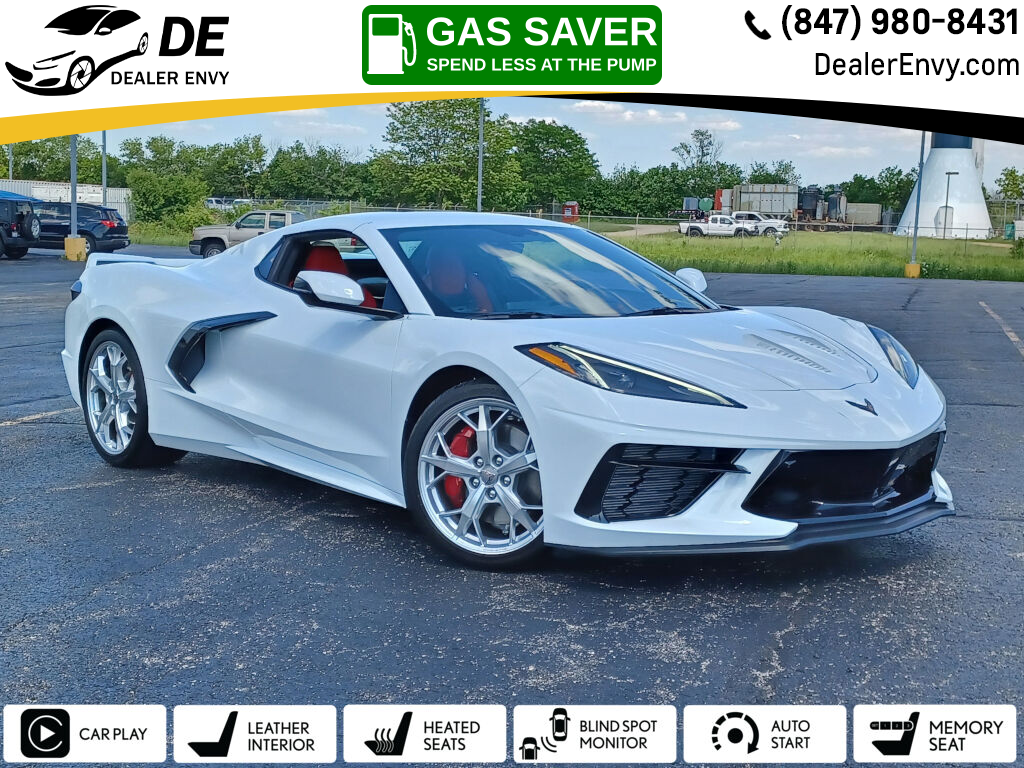 DE
DEALER ENVY
GAS SAVER
SPEND LESS AT THE PUMP
(847) 980-8431
DealerEnvy.com
CAR PLAY
LEATHER
INTERIOR
HEATED
SEATS
BLIND SPOT
MONITOR
AUTO
START
MEMORY
SEAT